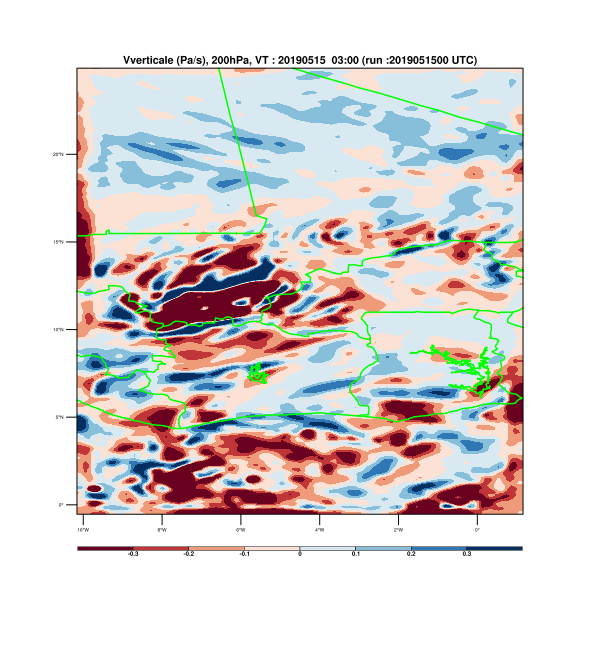 Vverticale (Pa/s), 200hPa, VT : 20190515  03:00 (run :2019051500 UTC)
20°N
15°N
10°N
5°N
0°
10°W 8°W 6°W 4°W 2°W 0°
-0.3 -0.2 -0.1 0 0.1 0.2 0.3